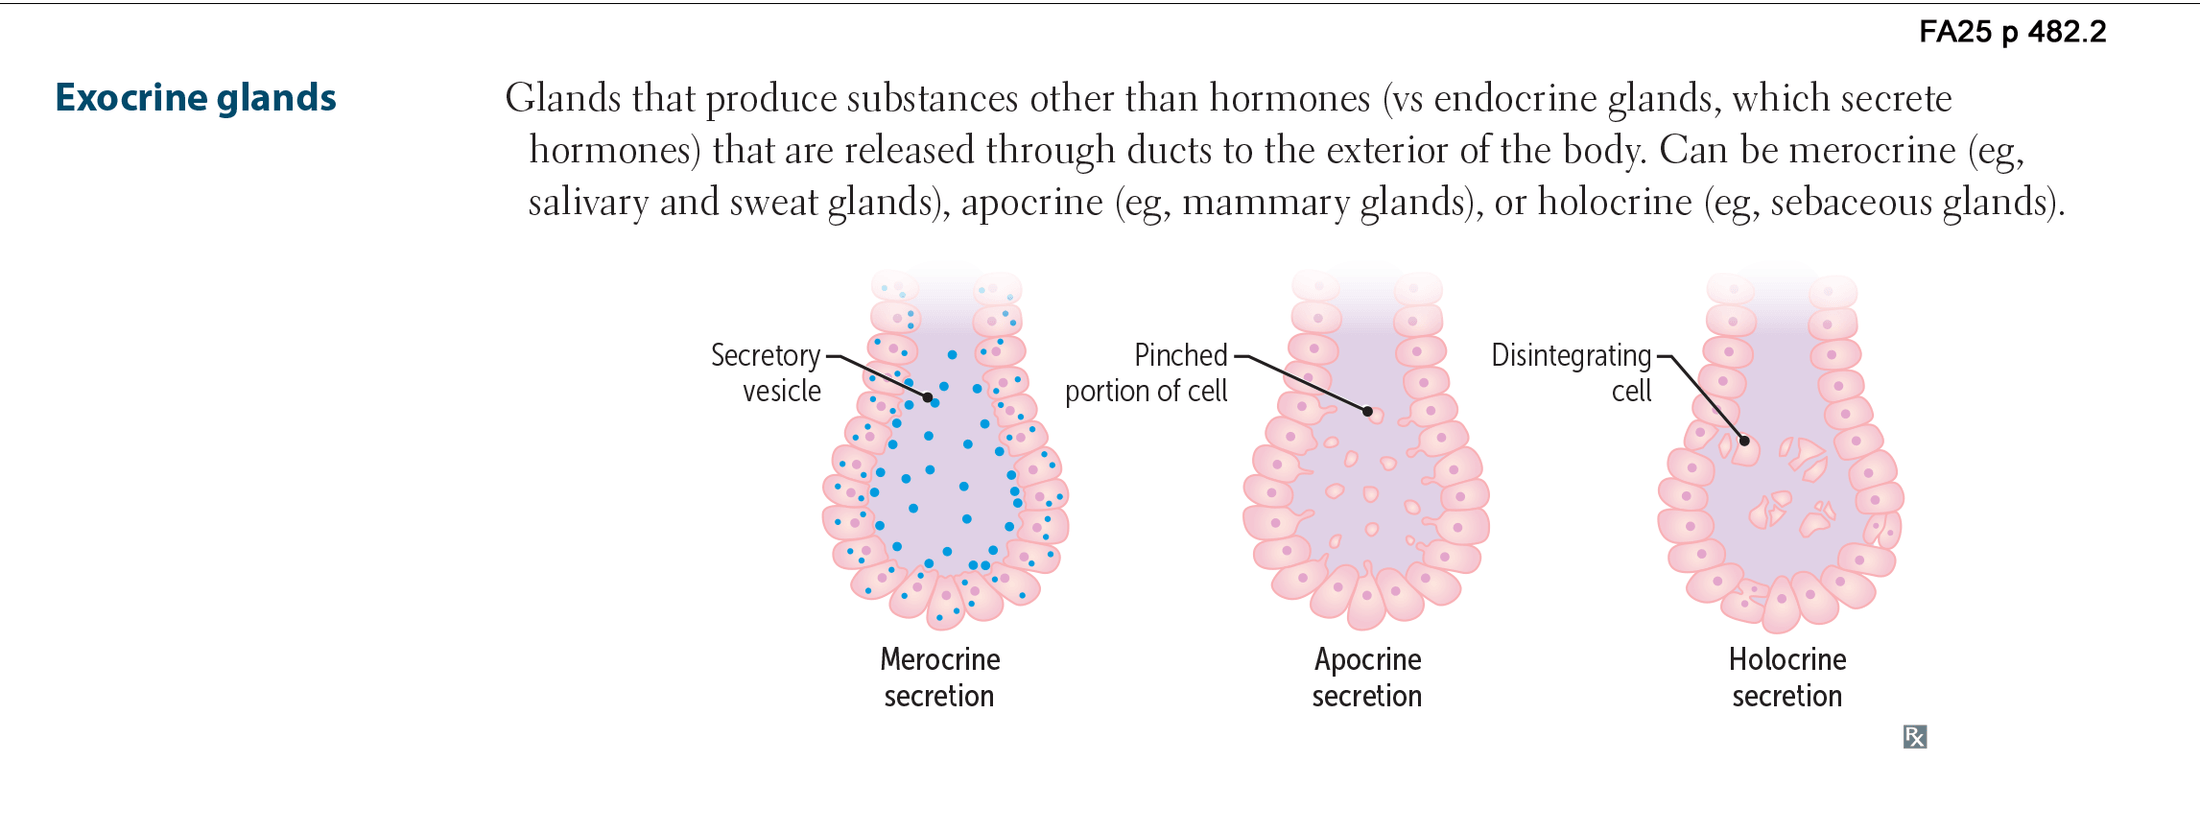 FA25 p 482.2
Exocrine glands
Glands that produce substances other than hormones (vs endocrine glands, which secrete
hormones) that are released through ducts to the exterior of the body. Can be merocrine (eg,
salivary and sweat glands), apocrine (eg, mammary glands), or holocrine (eg, sebaceous glands).
Secretory
vesicle
Pinched
portion of cell
Disintegrating
cell
Merocrine
secretion
Apocrine
secretion
Holocrine
secretion
Rx